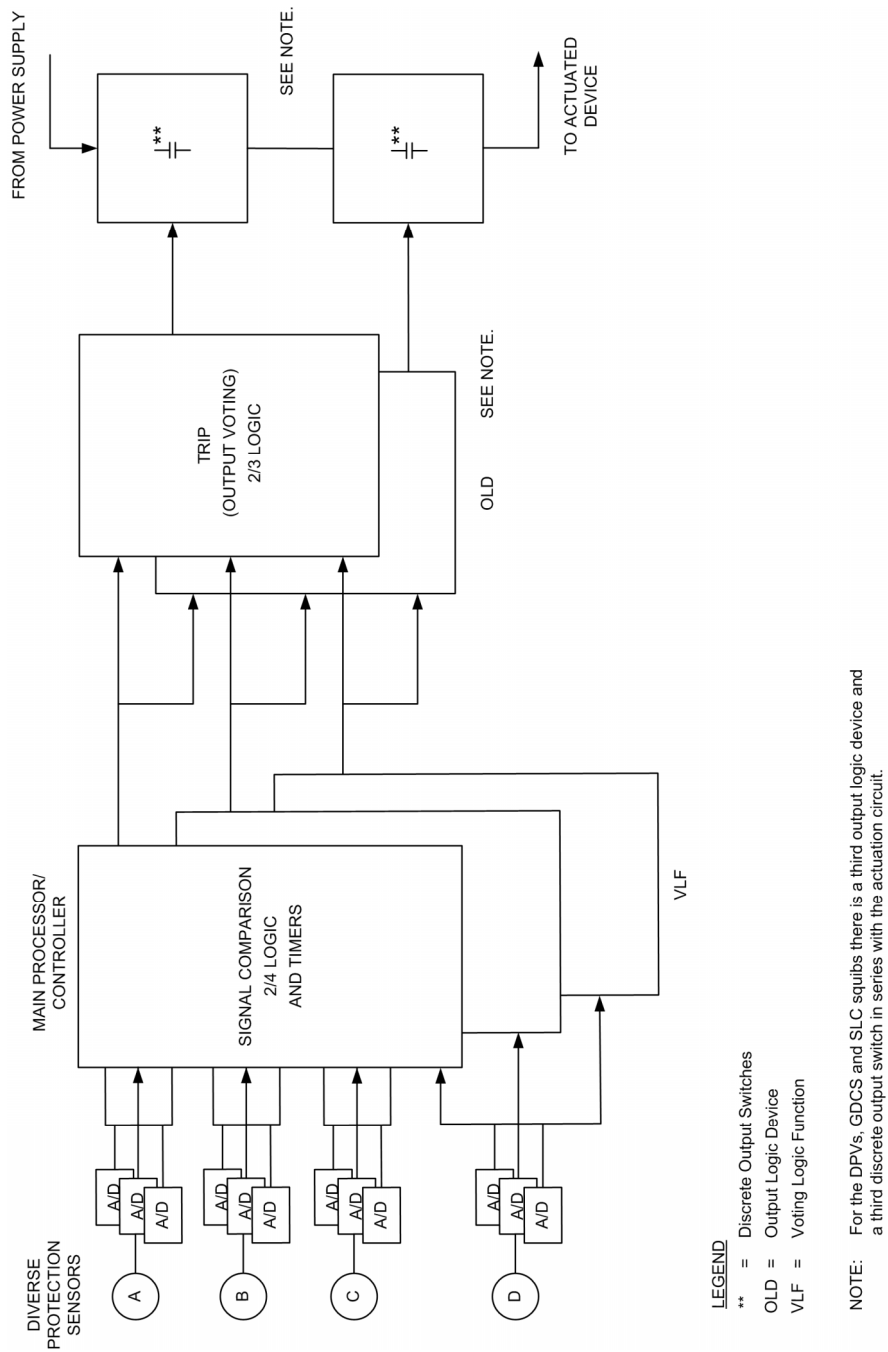 DIVERSE
PROTECTION
SENSORS
A
A/D
A/D
A/D
B
A/D
A/D
A/D
C
A/D
A/D
A/D
D
A/D
A/D
A/D
MAIN PROCESSOR/
CONTROLLER
SIGNAL COMPARISON
2/4 LOGIC
AND TIMERS
VLF
TRIP
(OUTPUT VOTING)
2/3 LOGIC
OLD
SEE NOTE.
FROM POWER SUPPLY
**
SEE NOTE.
**
TO ACTUATED
DEVICE
LEGEND
** = Discrete Output Switches
OLD = Output Logic Device
VLF = Voting Logic Function
NOTE: For the DPVs, GDCS and SLC squibs there is a third output logic device and
a third discrete output switch in series with the actuation circuit.